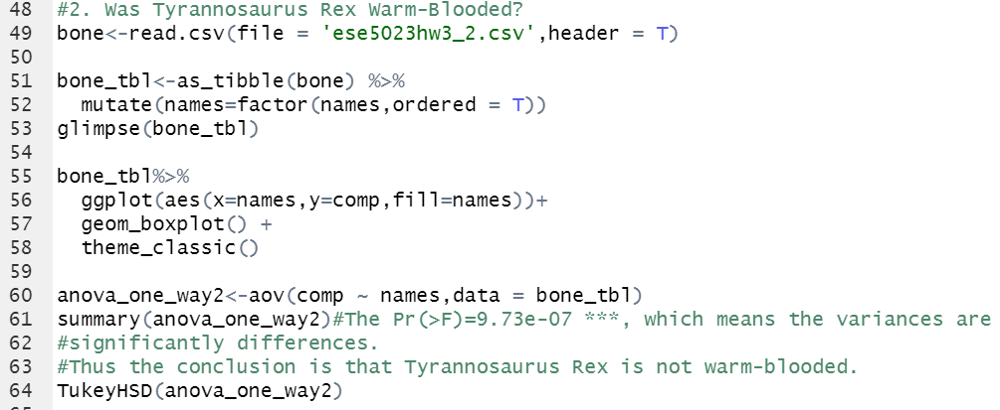 48 #2. Was Tyrannosaurus Rex Warm-Blooded?
49 bone<-read.csv(file = 'ese5023hw3_2.csv',header = T)
50
51 bone_tbl<-as_tibble(bone) %>%
52   mutate(names=factor(names,ordered = T))
53 glimpse(bone_tbl)
54
55 bone_tbl%>%
56   ggplot(aes(x=names,y=comp,fill=names))+
57   geom_boxplot() +
58   theme_classic()
59
60 anova_one_way2<-aov(comp ~ names,data = bone_tbl)
61 summary(anova_one_way2)#The Pr(>F)=9.73e-07 ***, which means the variances are
62 #significantly differences.
63 #Thus the conclusion is that Tyrannosaurus Rex is not warm-blooded.
64 TukeyHSD(anova_one_way2)